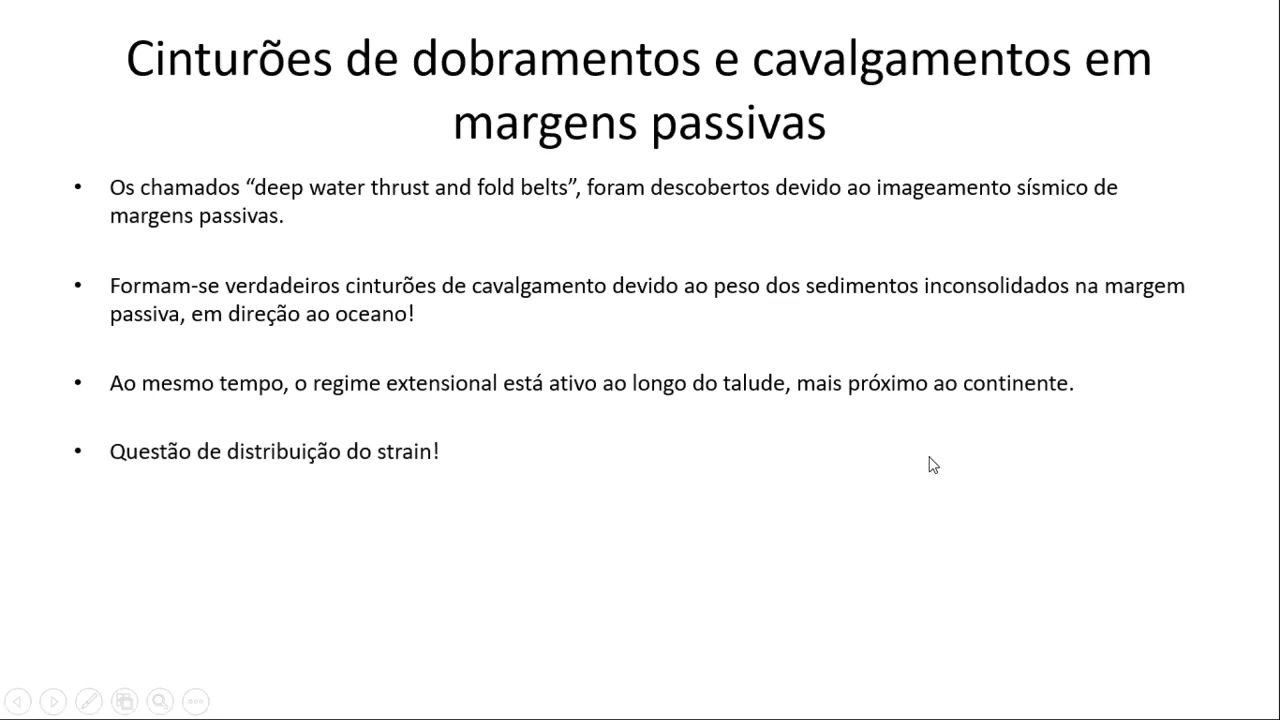 Cinturões de dobramentos e cavalgamentos em
margens passivas
• Os chamados “deep water thrust and fold belts”, foram descobertos devido ao imageamento sísmico de
margens passivas.
• Formam-se verdadeiros cinturões de cavalgamento devido ao peso dos sedimentos inconsolidados na margem
passiva, em direção ao oceano!
• Ao mesmo tempo, o regime extensional está ativo ao longo do talude, mais próximo ao continente.
• Questão de distribuição do strain!